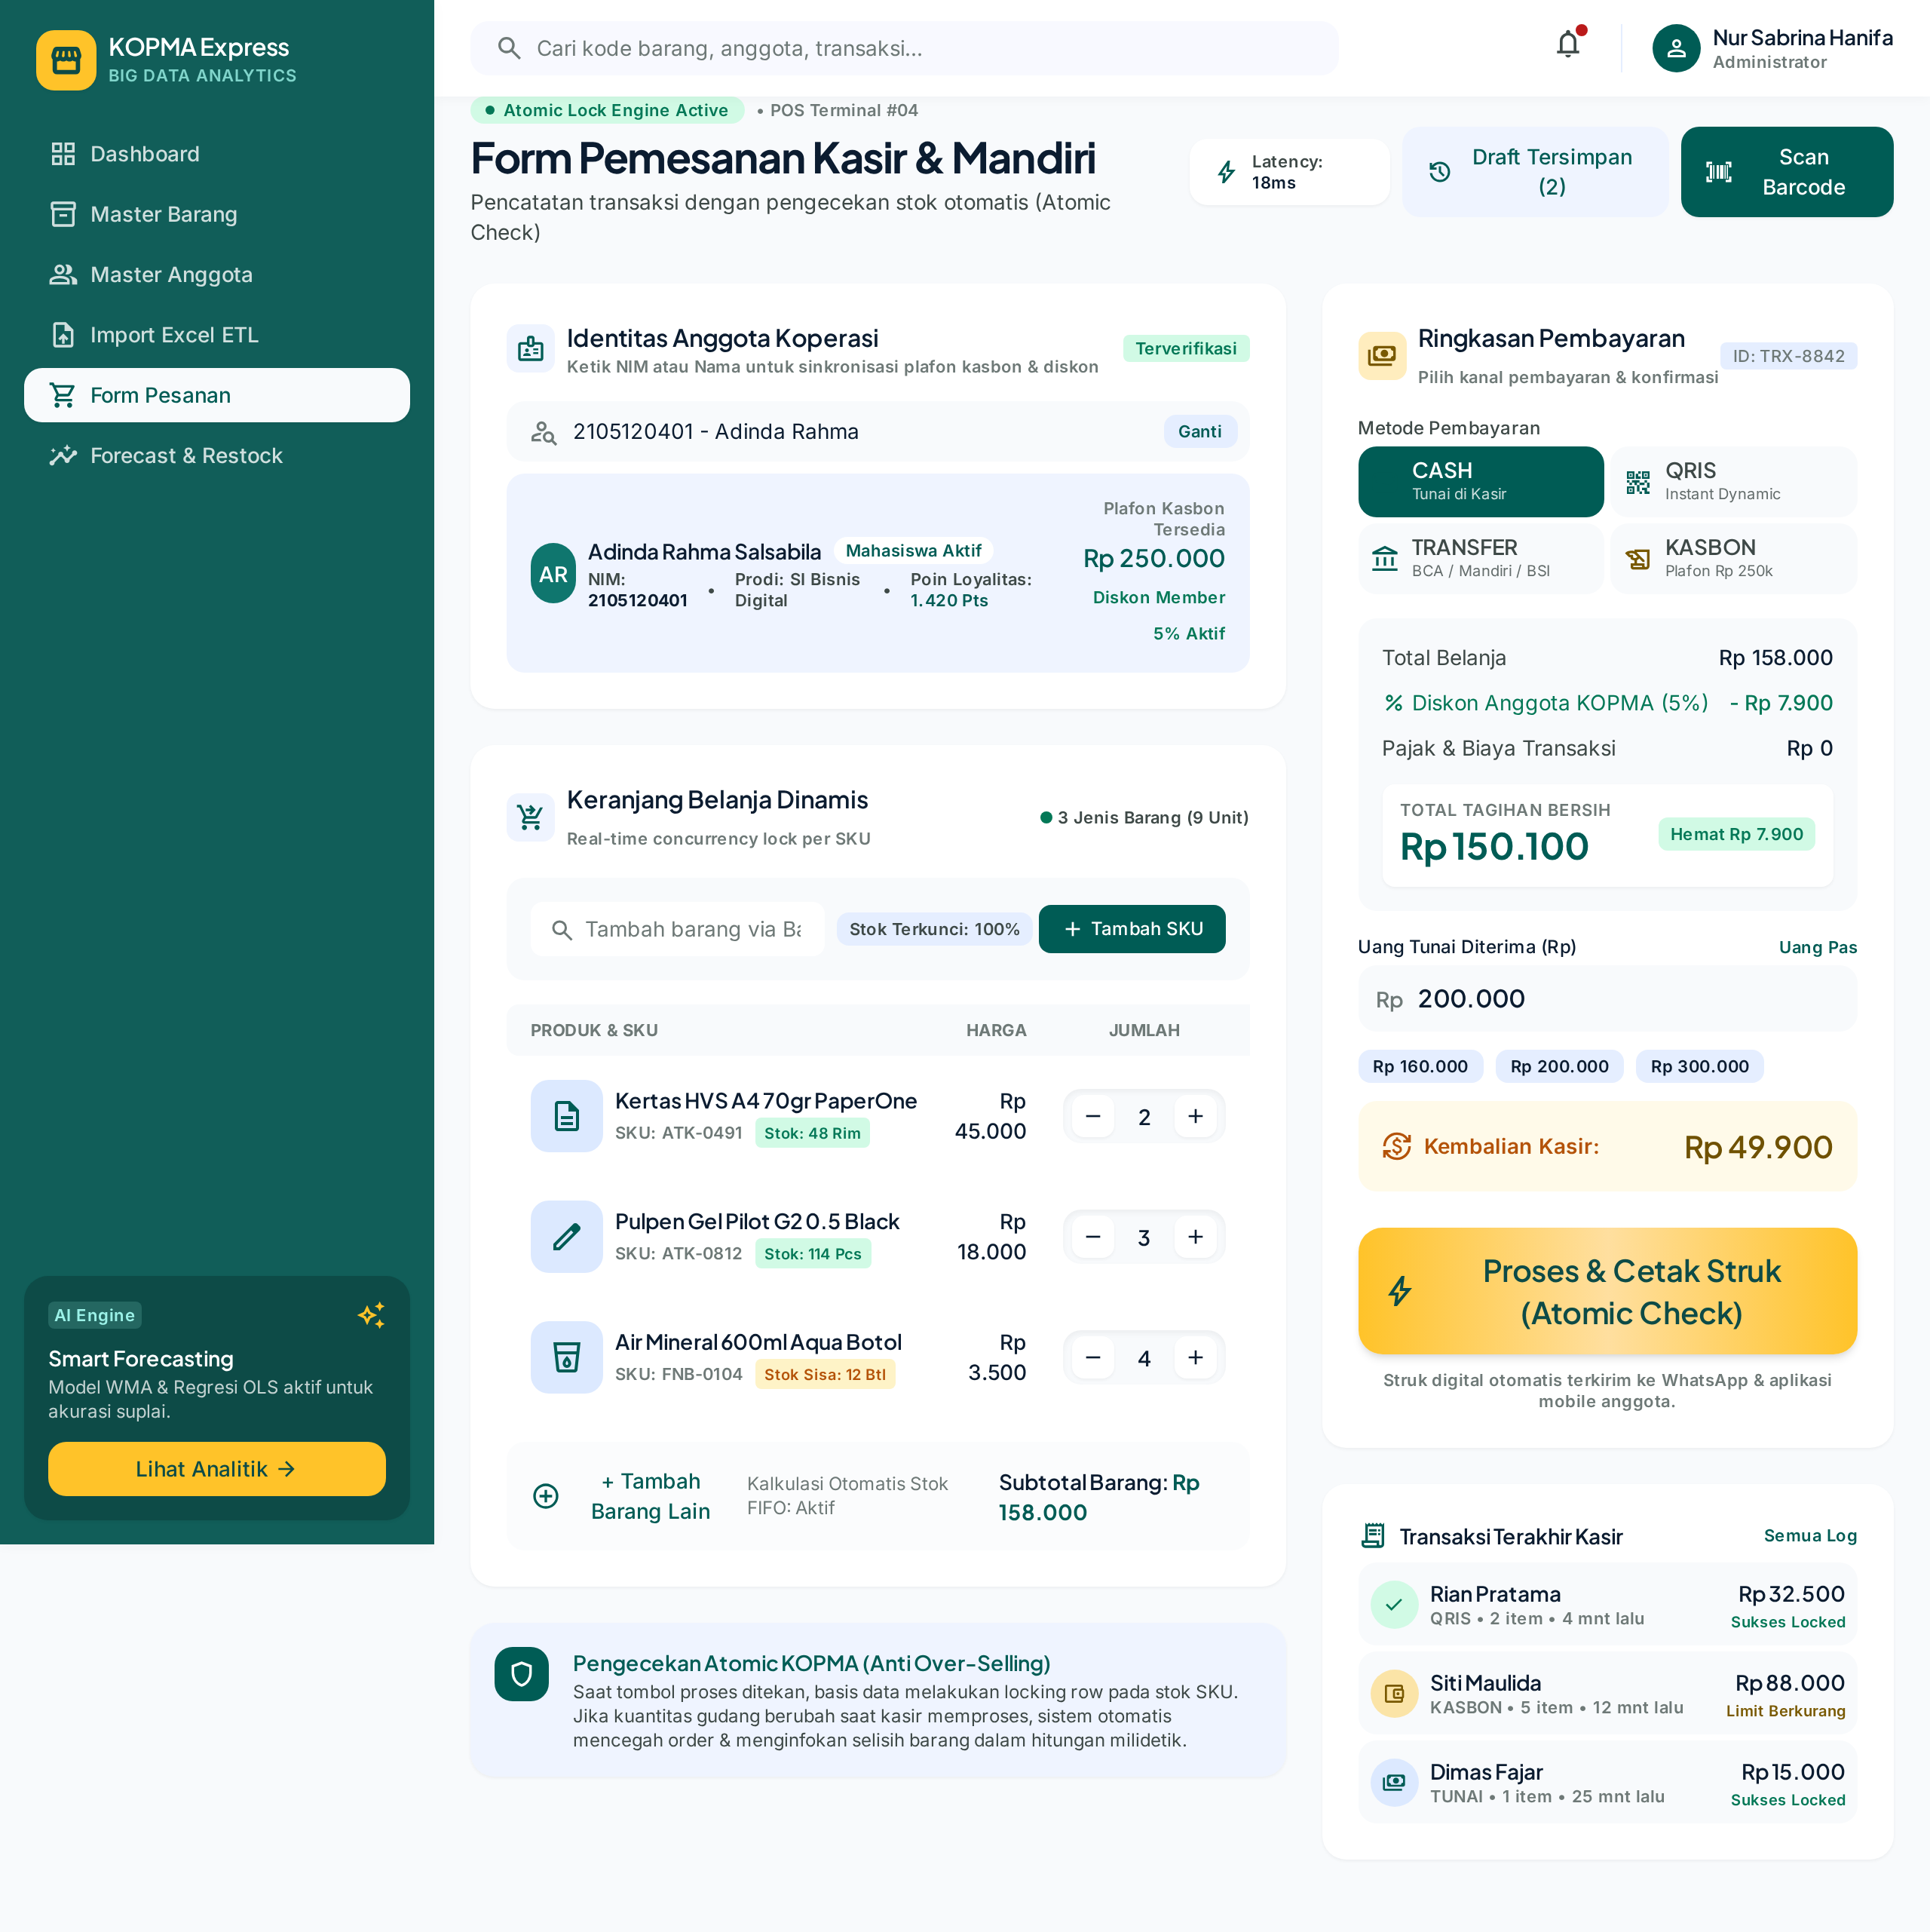 KOPMA Express
BIG DATA ANALYTICS
Dashboard
Master Barang
Master Anggota
Import Excel ETL
Form Pesanan
Forecast & Restock
AI Engine
Smart Forecasting
Model WMA & Regresi OLS aktif untuk
akurasi suplai.
Lihat Analitik →
Cari kode barang, anggota, transaksi...
Nur Sabrina Hanifa
Administrator
Atomic Lock Engine Active
• POS Terminal #04
Form Pemesanan Kasir & Mandiri
Pencatatan transaksi dengan pengecekan stok otomatis (Atomic
Check)
Latency:
18ms
Draft Tersimpan
(2)
Scan
Barcode
Identitas Anggota Koperasi
Ketik NIM atau Nama untuk sinkronisasi plafon kasbon & diskon
Terverifikasi
2105120401 - Adinda Rahma
Ganti
AR
Adinda Rahma Salsabila
Mahasiswa Aktif
NIM:
2105120401
•
Prodi: SI Bisnis
Digital
•
Poin Loyalitas:
1.420 Pts
Plafon Kasbon
Tersedia
Rp 250.000
Diskon Member
5% Aktif
Keranjang Belanja Dinamis
Real-time concurrency lock per SKU
3 Jenis Barang (9 Unit)
Tambah barang via Ba
Stok Terkunci: 100%
+ Tambah SKU
PRODUK & SKU
HARGA
JUMLAH
Kertas HVS A4 70gr PaperOne
SKU: ATK-0491
Stok: 48 Rim
Rp
45.000
− 2 +
Pulpen Gel Pilot G2 0.5 Black
SKU: ATK-0812
Stok: 114 Pcs
Rp
18.000
− 3 +
Air Mineral 600ml Aqua Botol
SKU: FNB-0104
Stok Sisa: 12 Btl
Rp
3.500
− 4 +
+ Tambah
Barang Lain
Kalkulasi Otomatis Stok
FIFO: Aktif
Subtotal Barang: Rp
158.000
Pengecekan Atomic KOPMA (Anti Over-Selling)
Saat tombol proses ditekan, basis data melakukan locking row pada stok SKU.
Jika kuantitas gudang berubah saat kasir memproses, sistem otomatis
mencegah order & menginfokan selisih barang dalam hitungan milidetik.
Ringkasan Pembayaran
Pilih kanal pembayaran & konfirmasi
ID: TRX-8842
Metode Pembayaran
CASH
Tunai di Kasir
QRIS
Instant Dynamic
TRANSFER
BCA / Mandiri / BSI
KASBON
Plafon Rp 250k
Total Belanja
Rp 158.000
% Diskon Anggota KOPMA (5%)
- Rp 7.900
Pajak & Biaya Transaksi
Rp 0
TOTAL TAGIHAN BERSIH
Rp 150.100
Hemat Rp 7.900
Uang Tunai Diterima (Rp)
Uang Pas
Rp 200.000
Rp 160.000
Rp 200.000
Rp 300.000
Kembalian Kasir:
Rp 49.900
Proses & Cetak Struk
(Atomic Check)
Struk digital otomatis terkirim ke WhatsApp & aplikasi
mobile anggota.
Transaksi Terakhir Kasir
Semua Log
Rian Pratama
QRIS • 2 item • 4 mnt lalu
Rp 32.500
Sukses Locked
Siti Maulida
KASBON • 5 item • 12 mnt lalu
Rp 88.000
Limit Berkurang
Dimas Fajar
TUNAI • 1 item • 25 mnt lalu
Rp 15.000
Sukses Locked